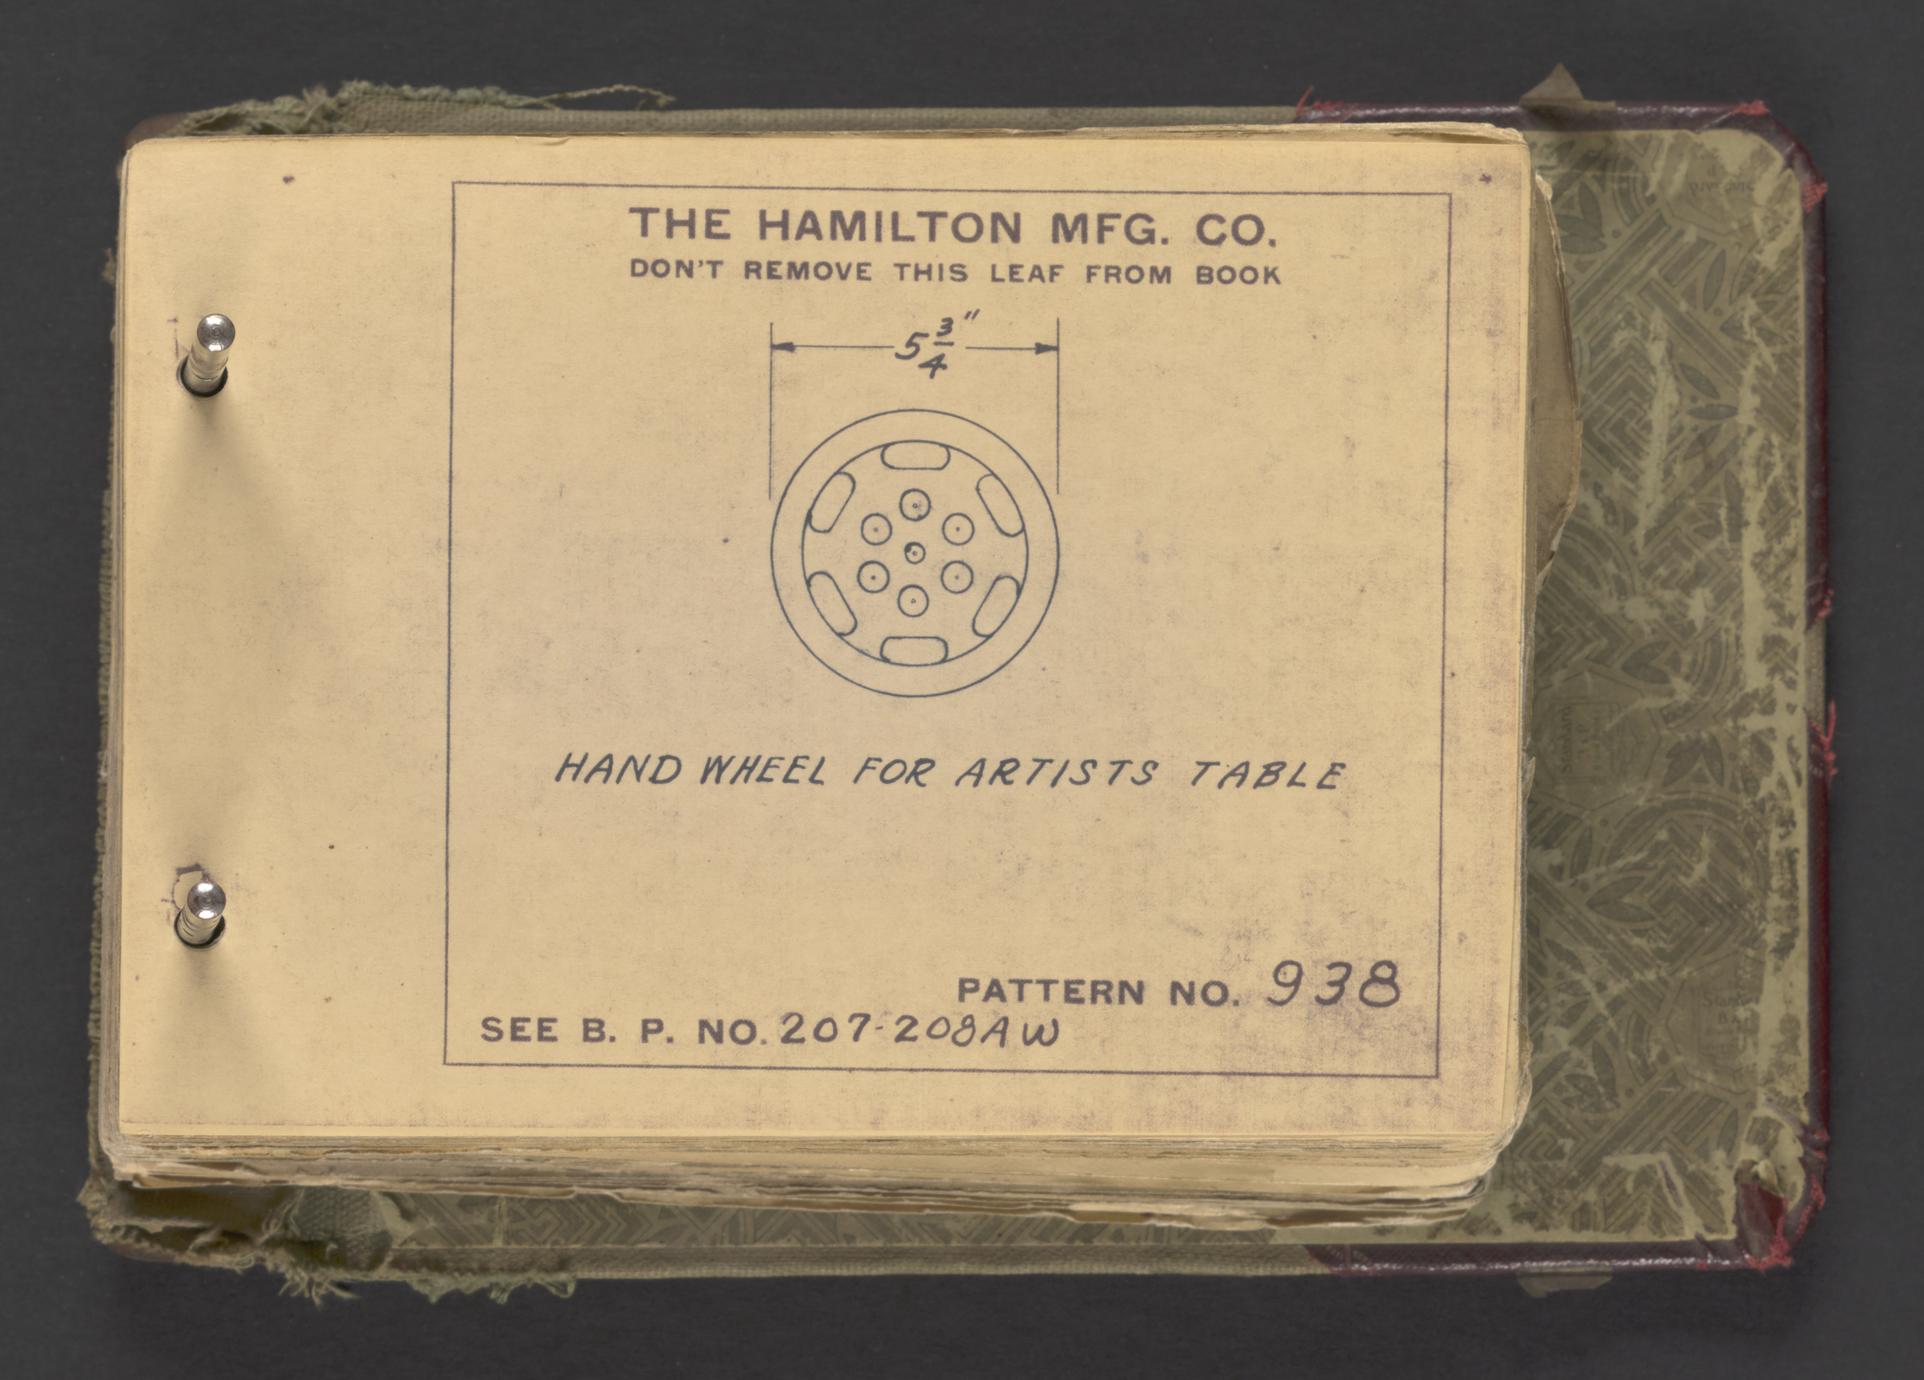 THE HAMILTON MFG. CO.
DON'T REMOVE THIS LEAF FROM BOOK
5 3/4"
HAND WHEEL FOR ARTISTS TABLE
PATTERN NO. 938
SEE B. P. NO. 207-208AW